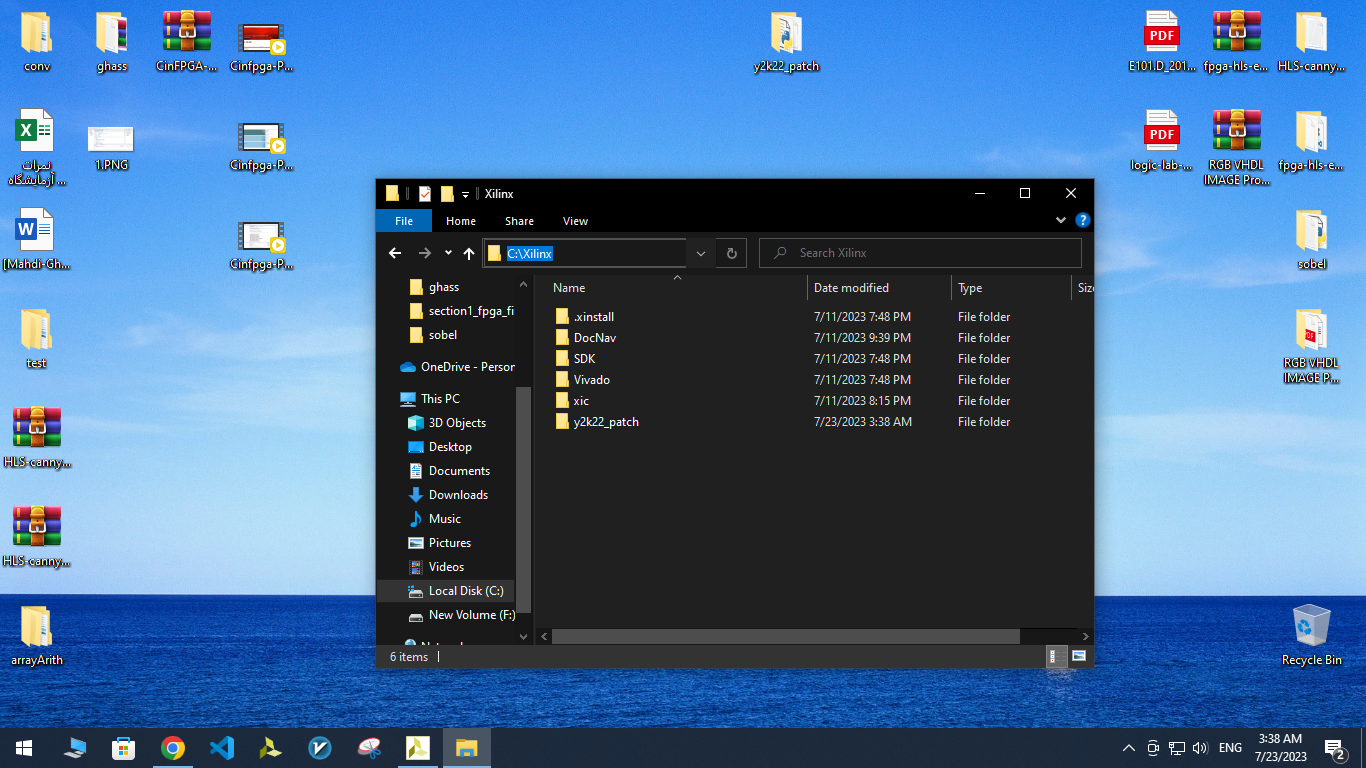 conv
ghass
CinFPGA-...
Cinfpga-P...
y2k22_patch
E101.D_201...
fpga-hls-e...
HLS-canny...
نمرات
آزمایشگاه ...
1.PNG
Cinfpga-P...
logic-lab-...
RGB VHDL
IMAGE Pro...
fpga-hls-e...
[Mahdi-Gh...
Cinfpga-P...
sobel
test
RGB VHDL
IMAGE P...
HLS-canny...
HLS-canny...
arrayArith
Recycle Bin
PDF
PDF
Xilinx
File
Home
Share
View
C:\Xilinx
Search Xilinx
ghass
section1_fpga_fi
sobel
OneDrive - Person
This PC
3D Objects
Desktop
Documents
Downloads
Music
Pictures
Videos
Local Disk (C:)
New Volume (F:)
Name
Date modified
Type
Size
.xinstall
7/11/2023 7:48 PM
File folder
DocNav
7/11/2023 9:39 PM
File folder
SDK
7/11/2023 7:48 PM
File folder
Vivado
7/11/2023 7:48 PM
File folder
xic
7/11/2023 8:15 PM
File folder
y2k22_patch
7/23/2023 3:38 AM
File folder
6 items
ENG
3:38 AM
7/23/2023
2